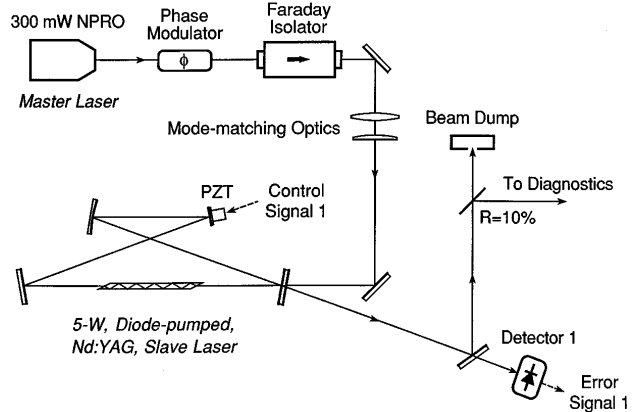 300 mW NPRO
Phase
Modulator
ϕ
Faraday
Isolator
Master Laser
Mode-matching Optics
Beam Dump
To Diagnostics
R=10%
PZT
Control
Signal 1
5-W, Diode-pumped,
Nd:YAG, Slave Laser
Detector 1
Error
Signal 1